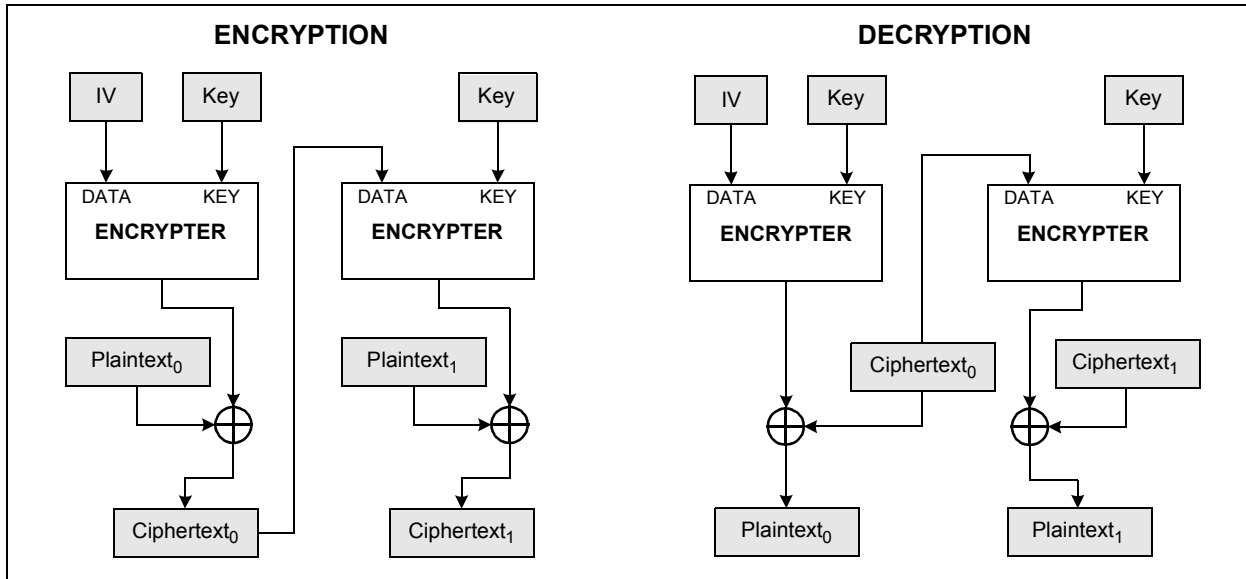 ENCRYPTION
IV
Key
Key
DATA
KEY
ENCRYPTER
DATA
KEY
ENCRYPTER
Plaintext0
Plaintext1
Ciphertext0
Ciphertext1
DECRYPTION
IV
Key
Key
DATA
KEY
ENCRYPTER
DATA
KEY
ENCRYPTER
Ciphertext0
Ciphertext1
Plaintext0
Plaintext1